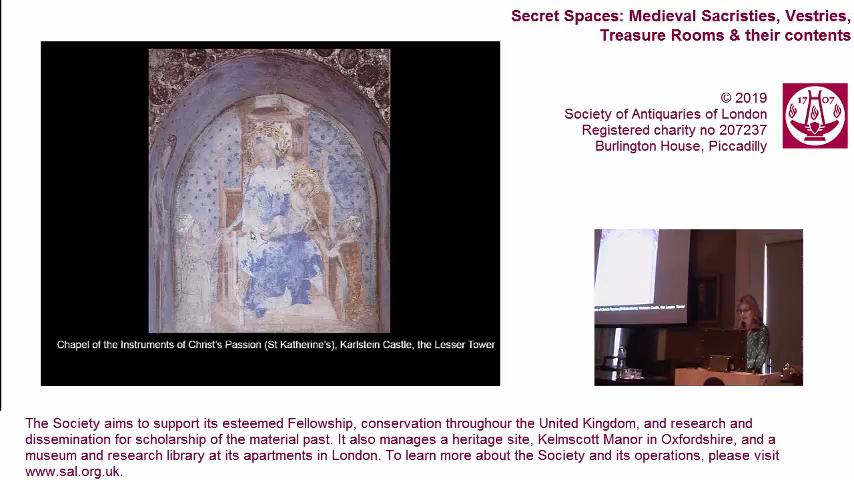 Secret Spaces: Medieval Sacristies, Vestries,
Treasure Rooms & their contents
© 2019
Society of Antiquaries of London
Registered charity no 207237
Burlington House, Piccadilly
17 07
Chapel of the Instruments of Christ's Passion (St Katherine's), Karlstein Castle, the Lesser Tower
The Society aims to support its esteemed Fellowship, conservation throughour the United Kingdom, and research and
dissemination for scholarship of the material past. It also manages a heritage site, Kelmscott Manor in Oxfordshire, and a
museum and research library at its apartments in London. To learn more about the Society and its operations, please visit
www.sal.org.uk.